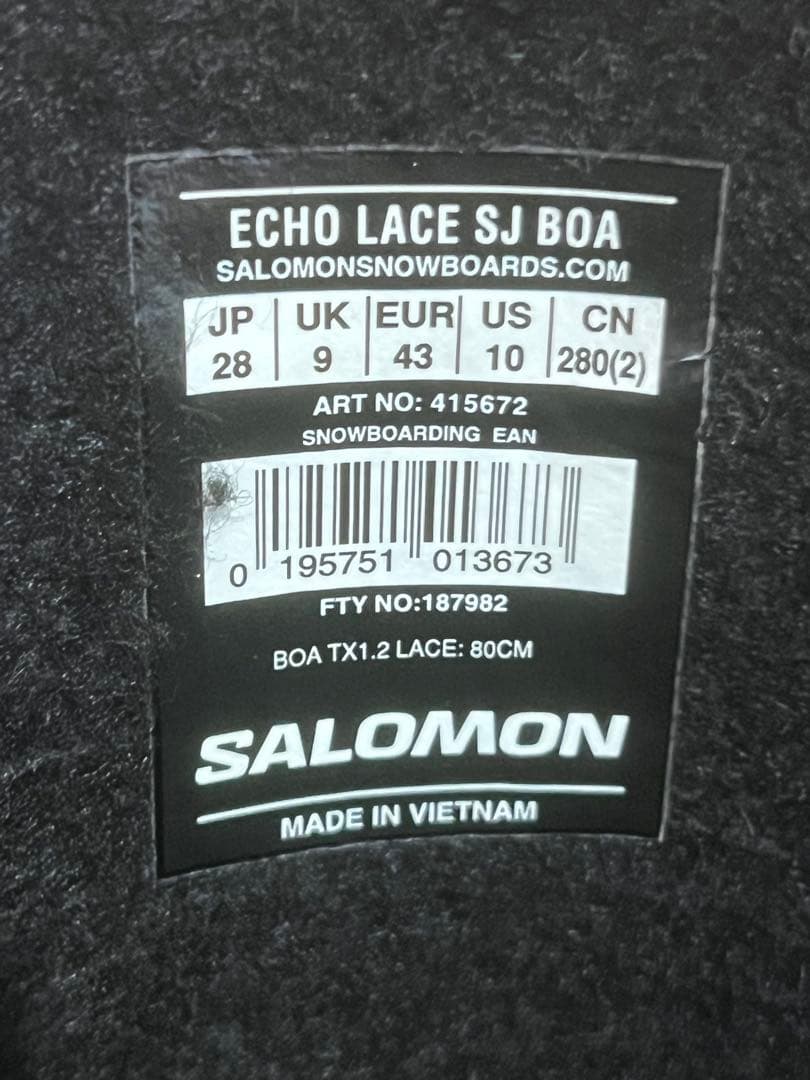 ECHO LACE SJ BOA
SALOMONSNOWBOARDS.COM
JP UK EUR US CN
28 9 43 10 280(2)
ART NO: 415672
SNOWBOARDING EAN
0 195751 013673
FTY NO:187982
BOA TX1.2 LACE: 80CM
SALOMON
MADE IN VIETNAM